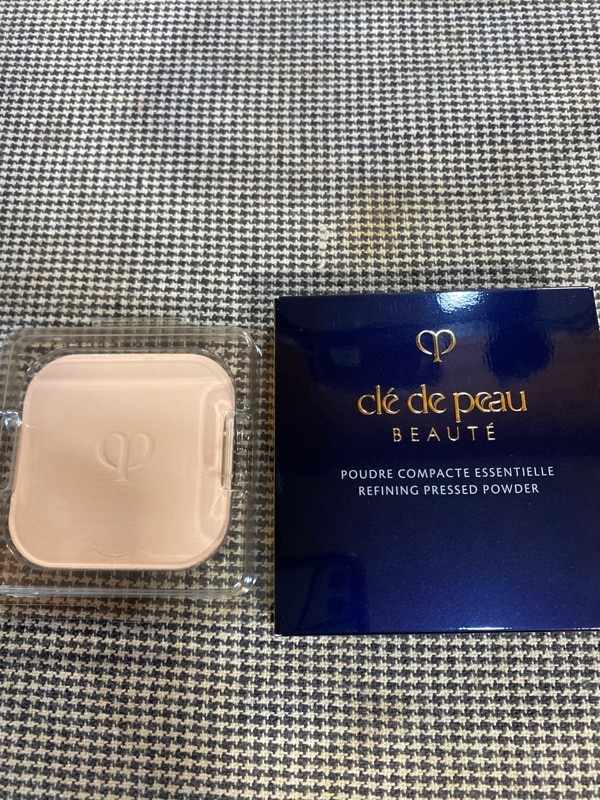 clé de peau
BEAUTÉ
POUDRE COMPACTE ESSENTIELLE
REFINING PRESSED POWDER